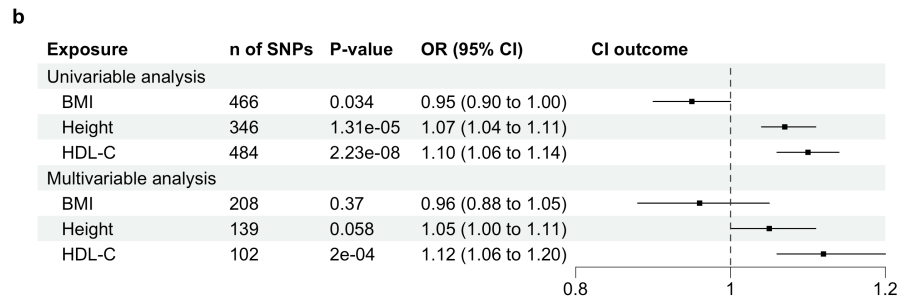 b
Exposure n of SNPs P-value OR (95% CI) CI outcome
Univariable analysis
BMI 466 0.034 0.95 (0.90 to 1.00)
Height 346 1.31e-05 1.07 (1.04 to 1.11)
HDL-C 484 2.23e-08 1.10 (1.06 to 1.14)
Multivariable analysis
BMI 208 0.37 0.96 (0.88 to 1.05)
Height 139 0.058 1.05 (1.00 to 1.11)
HDL-C 102 2e-04 1.12 (1.06 to 1.20)
0.8 1 1.2